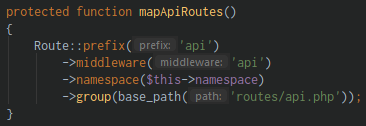 protected function mapApiRoutes()
{
Route::prefix( prefix: 'api')
->middleware( middleware: 'api')
->namespace($this->namespace)
->group(base_path( path: 'routes/api.php'));
}